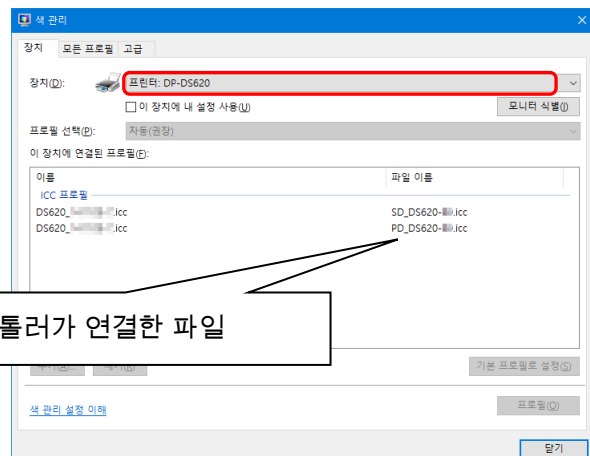 색 관리
장치 모든 프로필 고급
장치(D): 프린터: DP-DS620
이 장치에 내 설정 사용(U) 모니터 식별(I)
프로필 선택(P): 자동(권장)
이 장치에 연결된 프로필(F):
이름 파일 이름
ICC 프로필
DS620_ .icc SD_DS620- .icc
DS620_ .icc PD_DS620- .icc
톨러가 연결한 파일
기본 프로필로 설정(S)
색 관리 설정 이해 프로필(O)
닫기